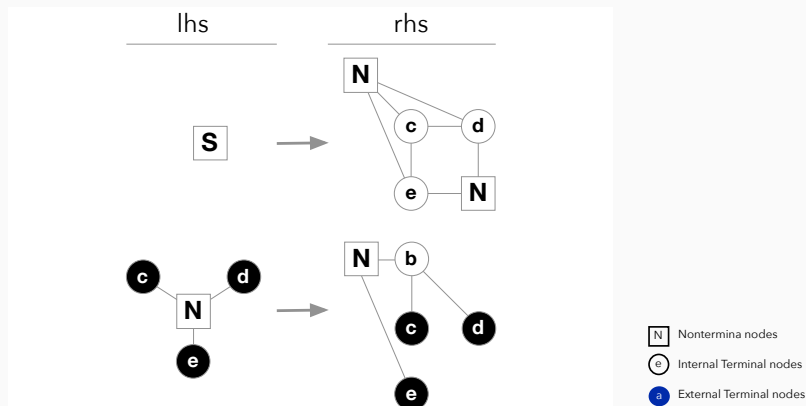 lhs rhs
N
c d
S
e N
N b
c d
N
c d
e
e
N Nontermina nodes
e Internal Terminal nodes
a External Terminal nodes